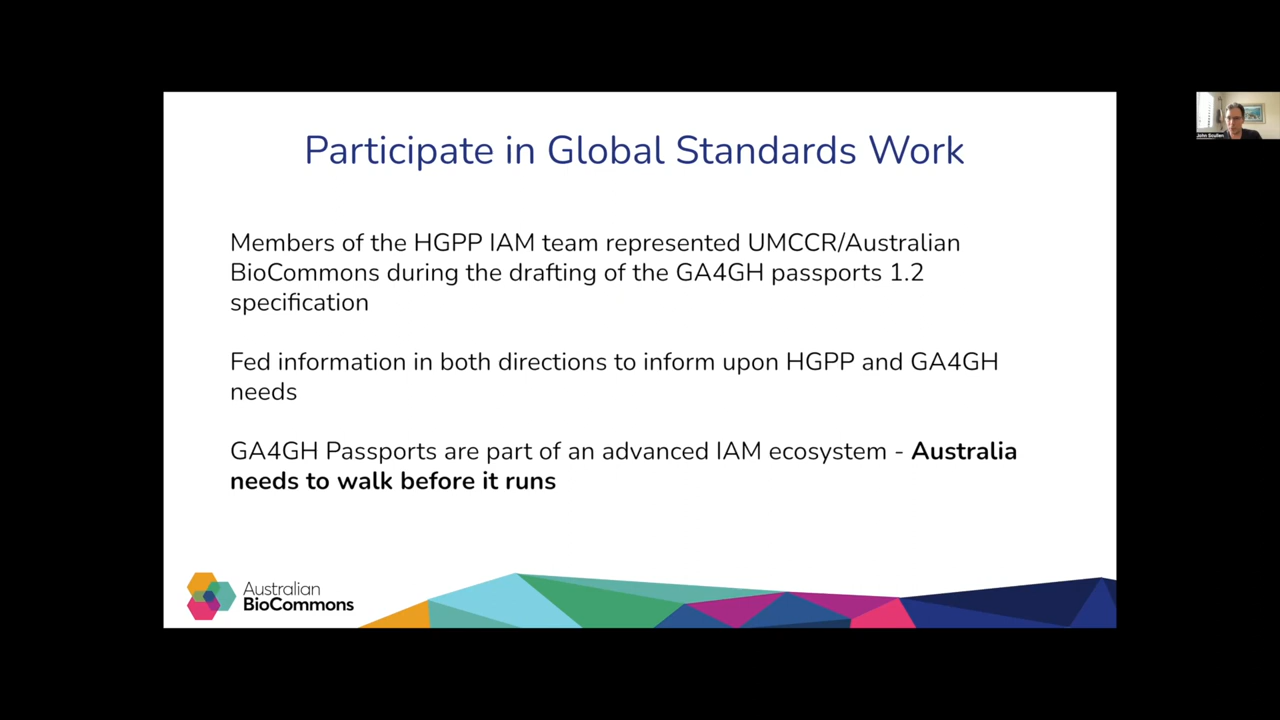 Participate in Global Standards Work
Members of the HGPP IAM team represented UMCCR/Australian
BioCommons during the drafting of the GA4GH passports 1.2
specification
Fed information in both directions to inform upon HGPP and GA4GH
needs
GA4GH Passports are part of an advanced IAM ecosystem - Australia
needs to walk before it runs
Australian
BioCommons
John Scullen